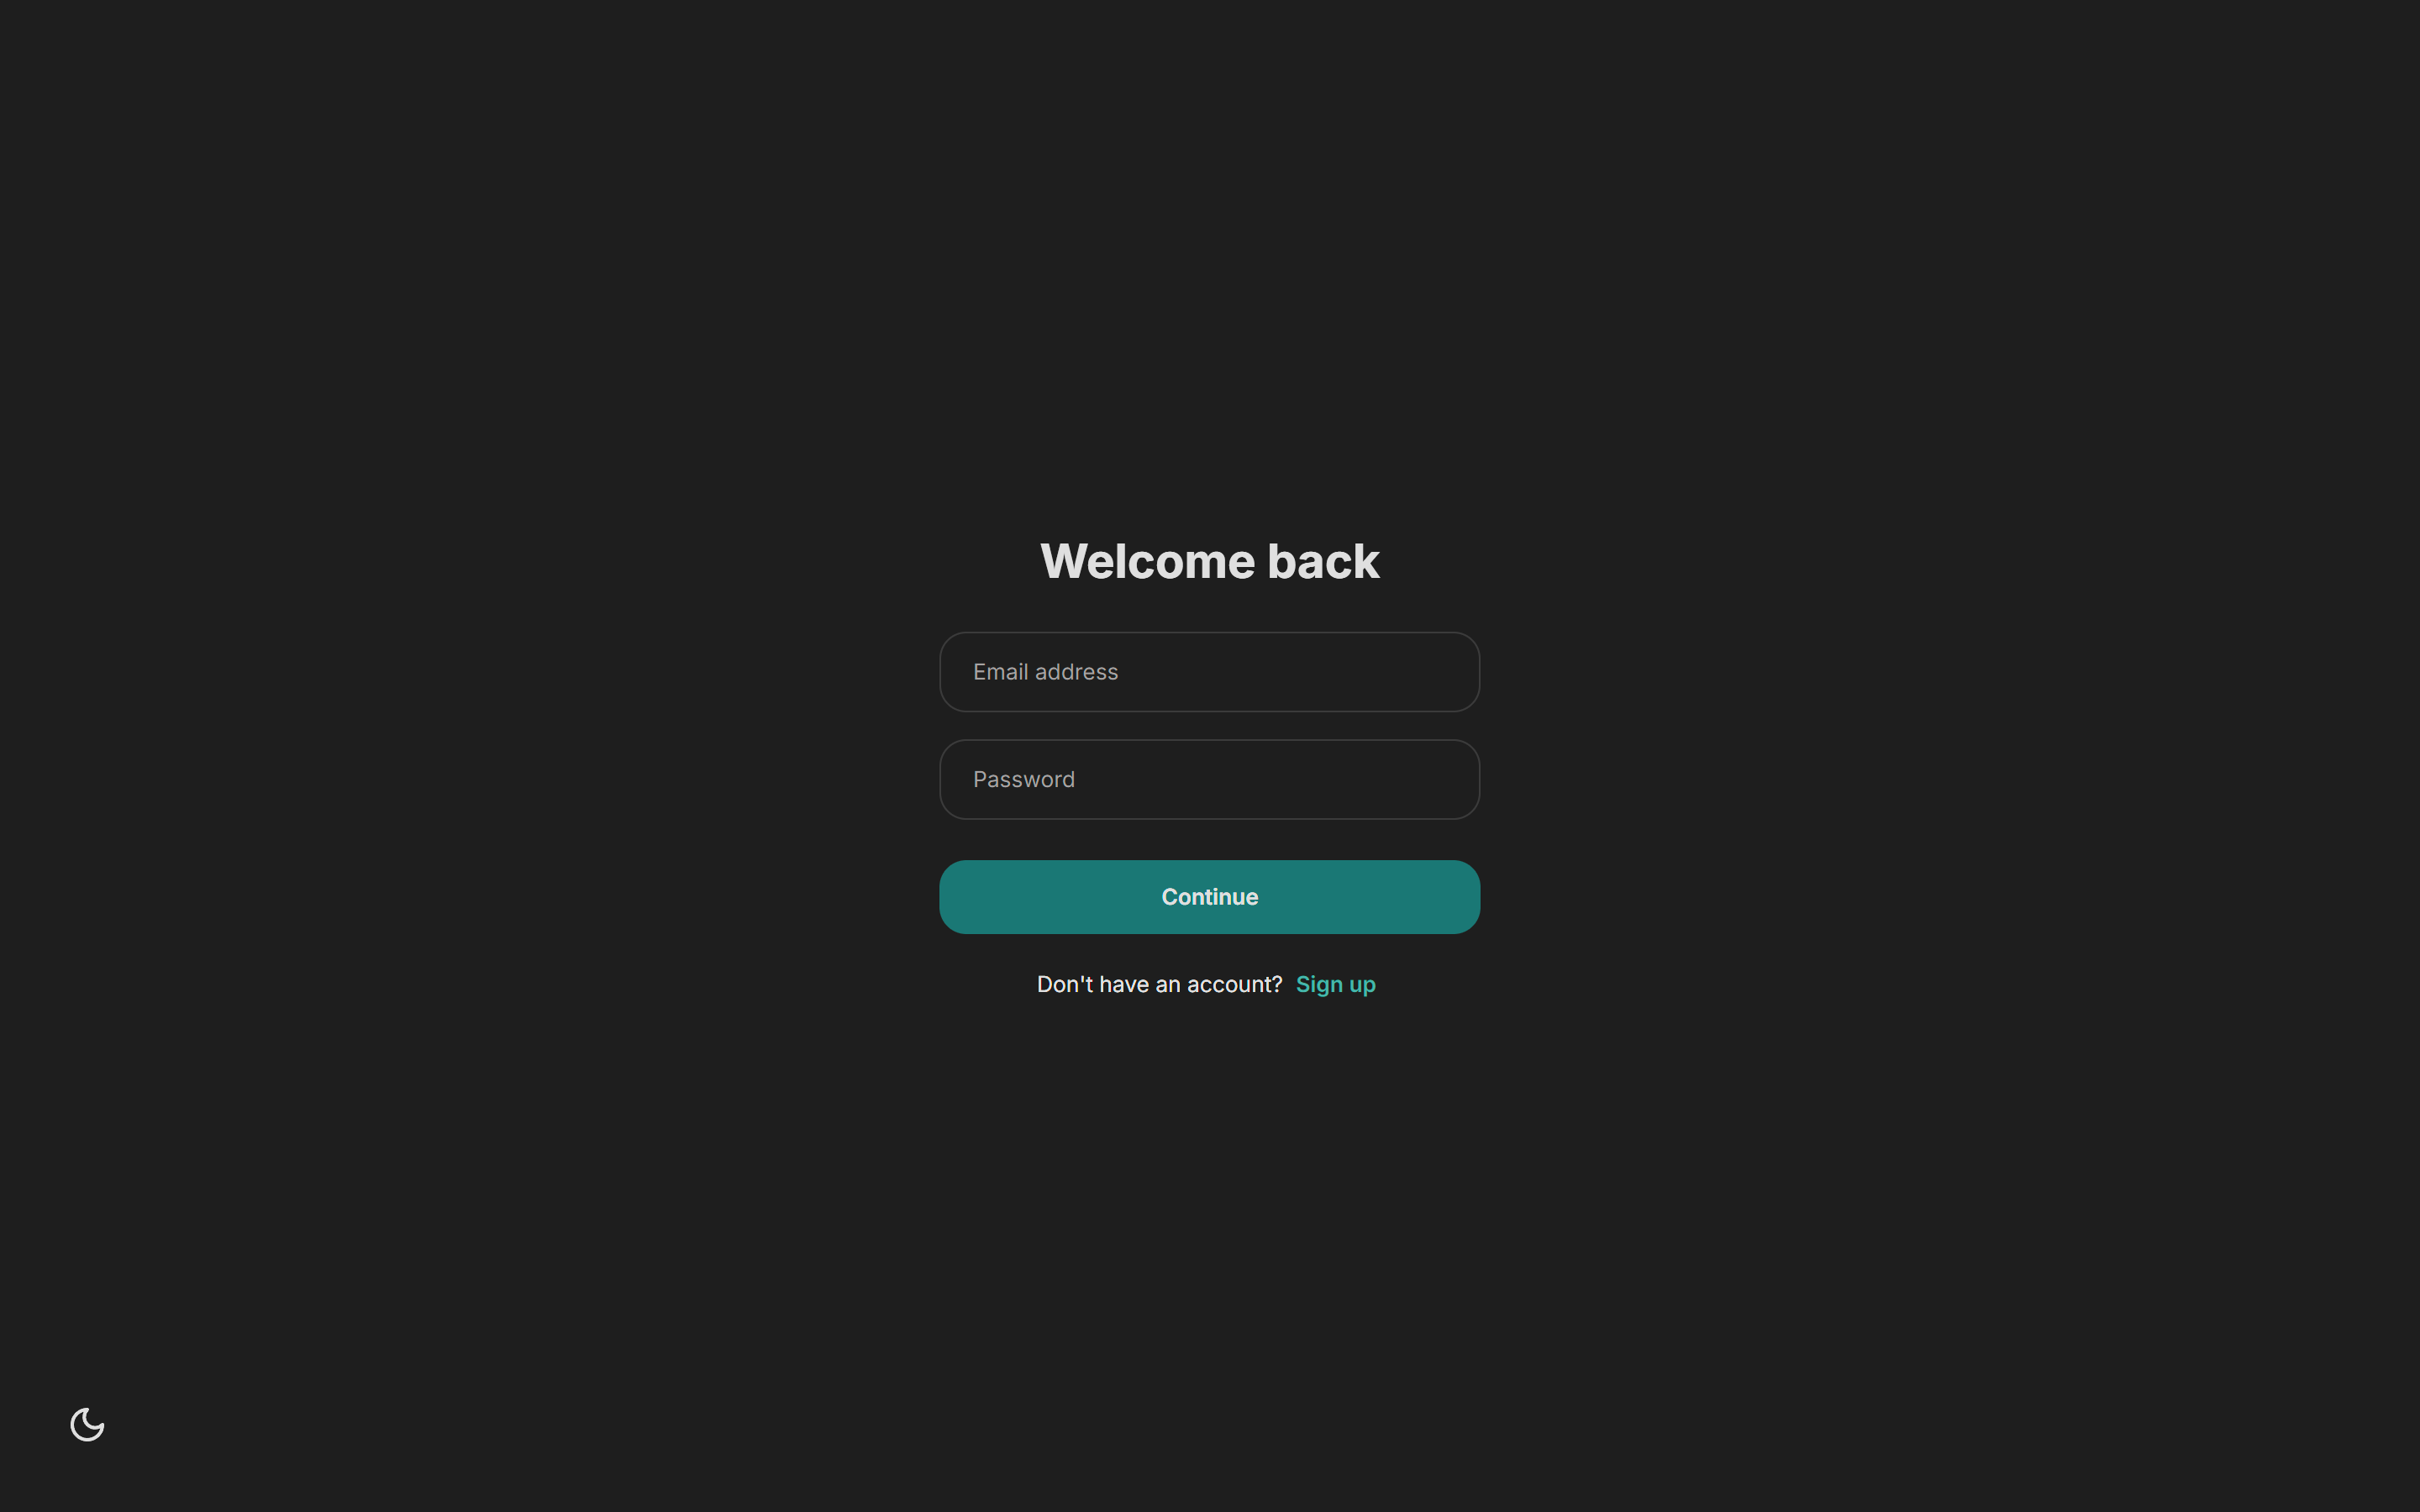 Welcome back
Email address
Password
Continue
Don't have an account? Sign up